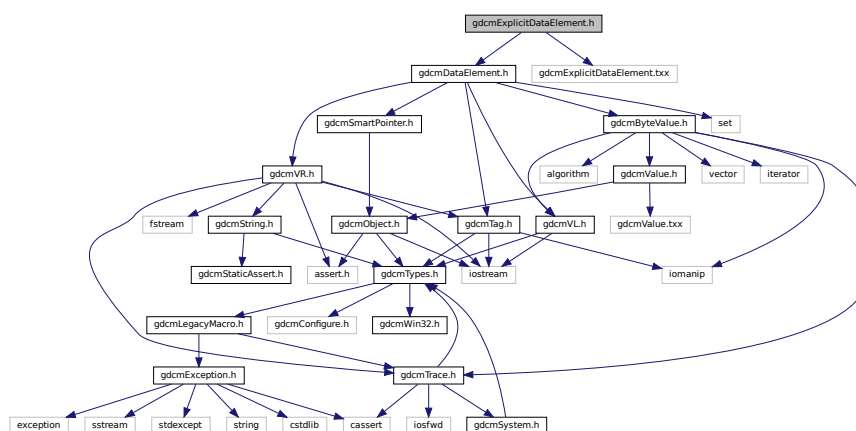 gdcmExplicitDataElement.h
gdcmDataElement.h
gdcmExplicitDataElement.txx
gdcmSmartPointer.h
gdcmByteValue.h
set
gdcmVR.h
algorithm
gdcmValue.h
vector
iterator
fstream
gdcmString.h
gdcmObject.h
gdcmTag.h
gdcmVL.h
gdcmValue.txx
gdcmStaticAssert.h
assert.h
gdcmTypes.h
iostream
iomanip
gdcmLegacyMacro.h
gdcmConfigure.h
gdcmWin32.h
gdcmException.h
gdcmTrace.h
exception
sstream
stdexcept
string
cstdlib
cassert
iosfwd
gdcmSystem.h